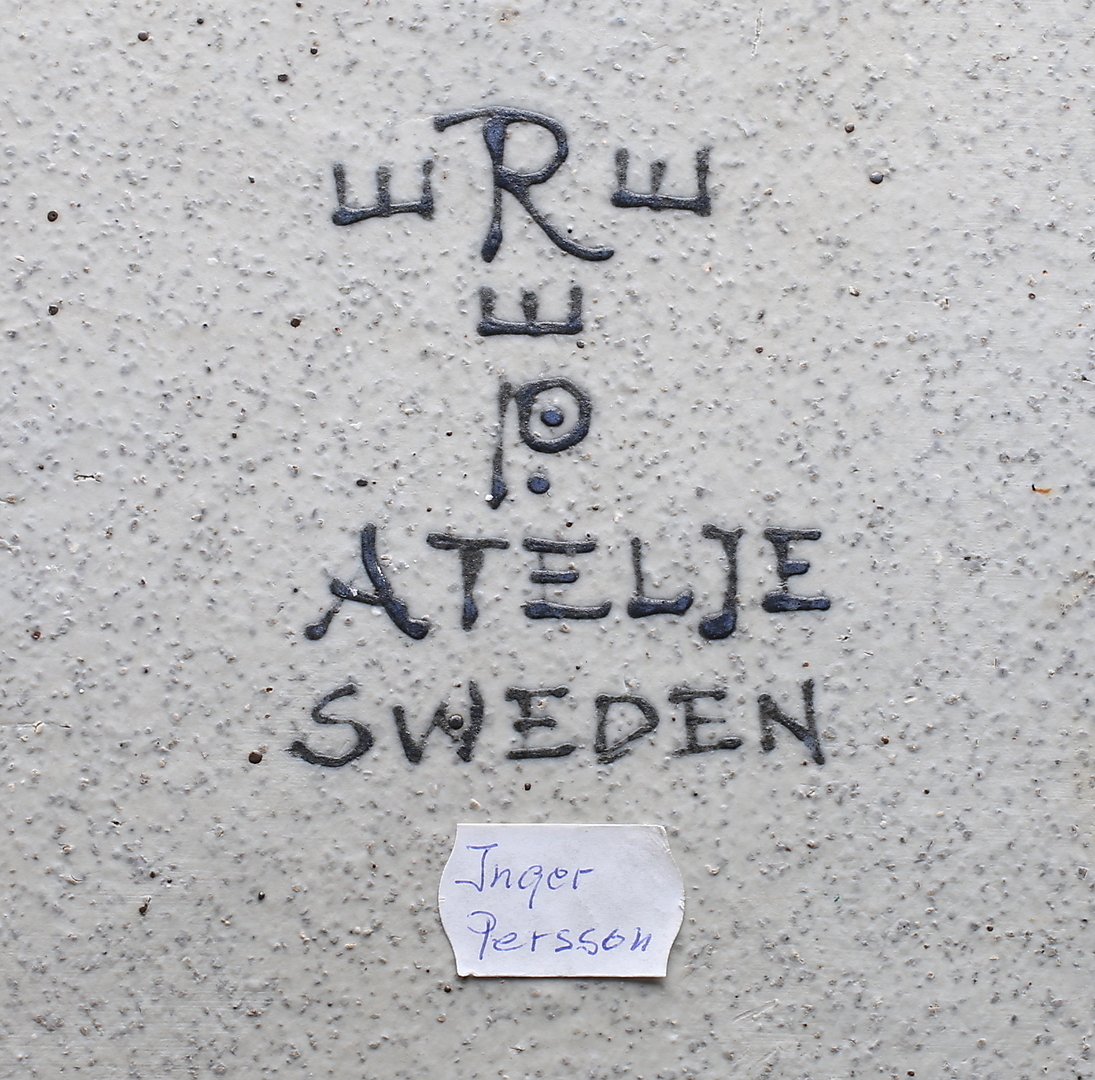 E R E
E
P.
ATELJE
SWEDEN
Inger
Persson